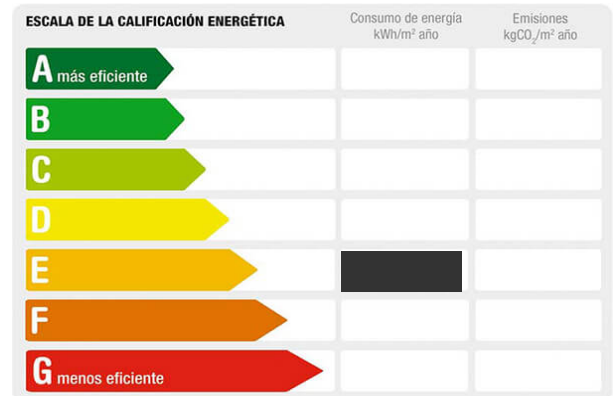 ESCALA DE LA CALIFICACIÓN ENERGÉTICA
Consumo de energía
kWh/m² año
Emisiones
kgCO₂/m² año
A más eficiente
B
C
D
E
F
G menos eficiente